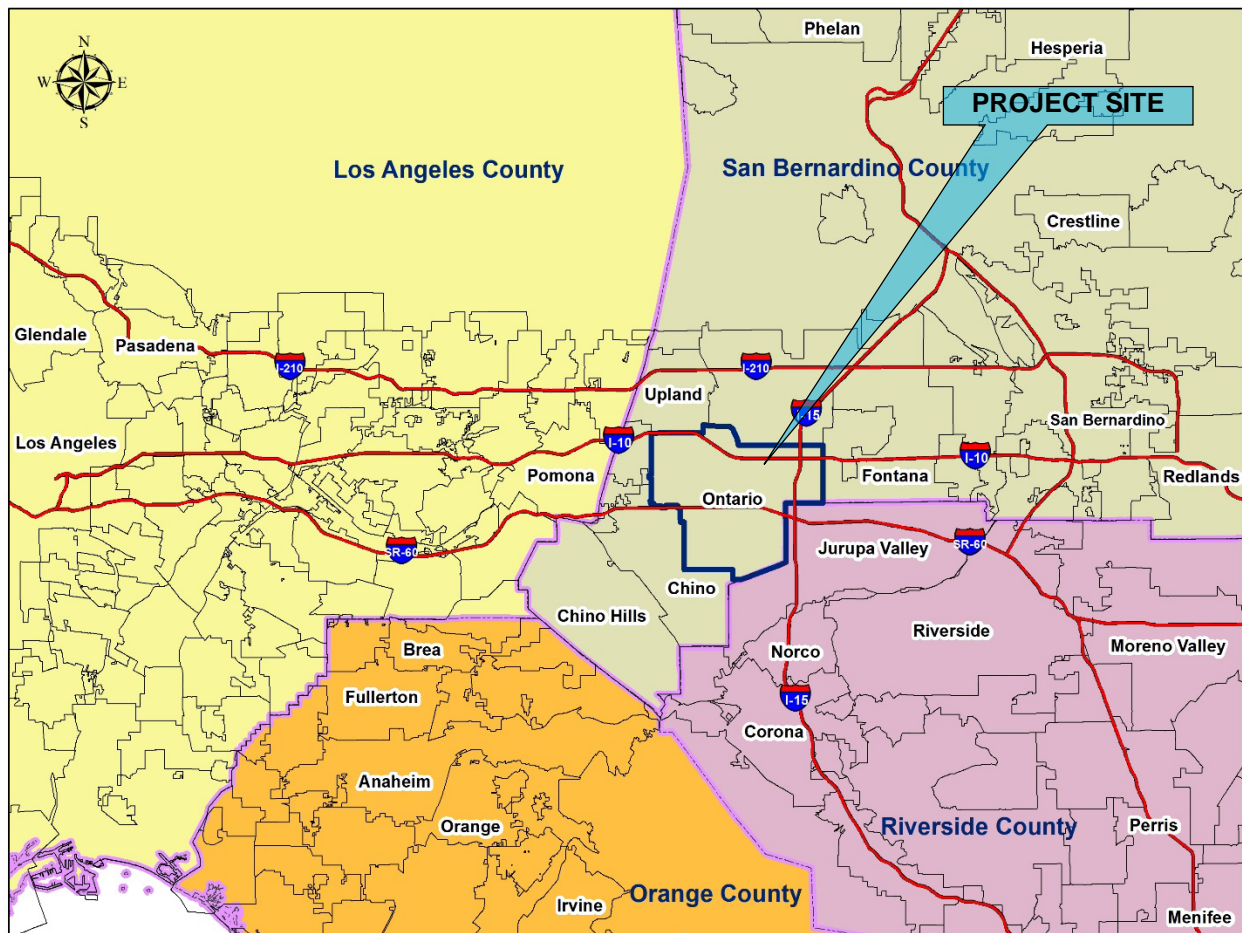 Phelan
Hesperia
N
W
E
S
PROJECT SITE
Los Angeles County
San Bernardino County
Crestline
Glendale
Pasadena
I-210
I-210
Upland
I-15
San Bernardino
Los Angeles
I-10
Pomona
Fontana
I-10
Redlands
Ontario
SR-60
Jurupa Valley
SR-60
Chino
Chino Hills
Riverside
Brea
Norco
Moreno Valley
Fullerton
I-15
Corona
Anaheim
Orange
Riverside County
Perris
Orange County
Irvine
Menifee